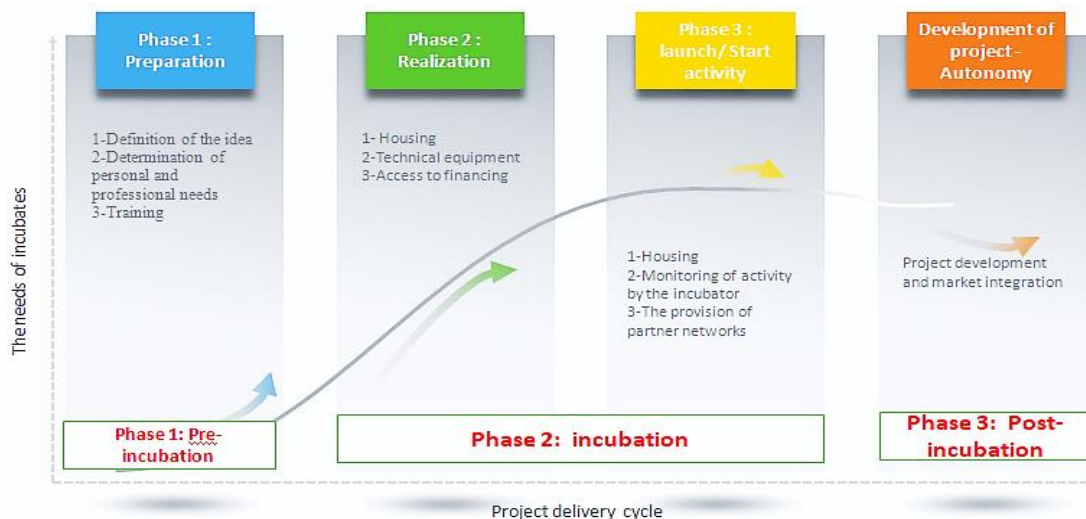 Phase 1 :
Preparation
Phase 2 :
Realization
Phase 3 :
launch/ Start
activity
Development of
project -
Autonomy
1-Definition of the idea
2-Determination of
personal and
professional needs
3-Training
1- Housing
2-Technical equipment
3-Access to financing
1-Housing
2-Monitoring of activity
by the incubator
3-The provision of
partner networks
Project development
and market integration
The needs of incubates
Phase 1: Pre-
incubation
Phase 2: incubation
Phase 3: Post-
incubation
Project delivery cycle